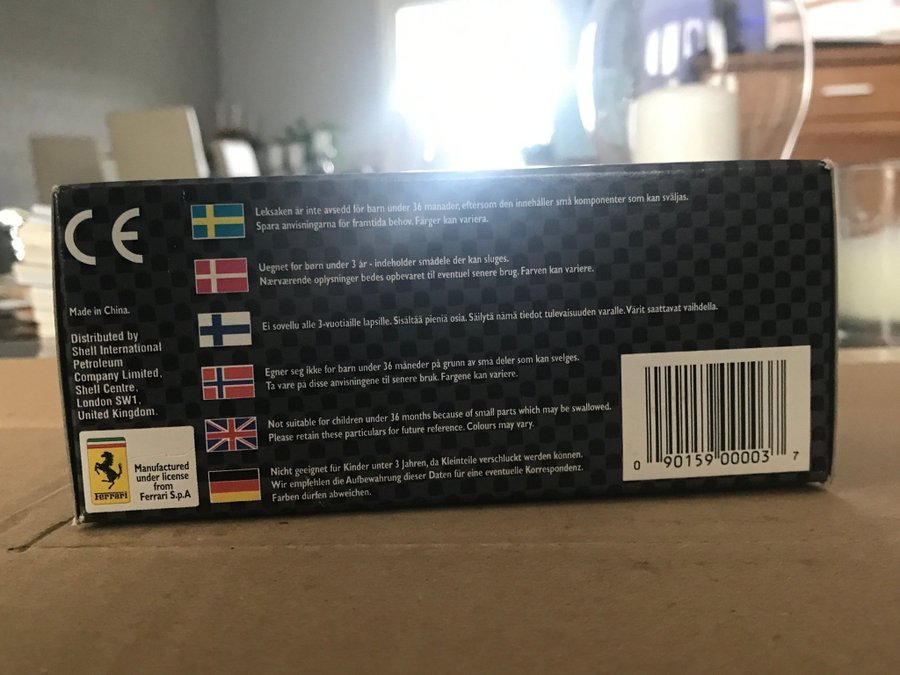 CE
Made in China.
Distributed by
Shell International
Petroleum
Company Limited,
Shell Centre,
London SW1,
United Kingdom.
Ferrari
Manufactured
under license
from
Ferrari S.p.A
Leksaken är inte avsedd för barn under 36 manader, eftersom den innehåller små komponenter som kan sväljas.
Spara anvisningarna för framtida behov. Färger kan variera.
Uegnet for børn under 3 år - indeholder smådele der kan sluges.
Nærværende oplysninger bedes opbevaret til eventuel senere brug. Farven kan variere.
Ei sovellu alle 3-vuotiaille lapsille. Sisältää pieniä osia. Säilytä nämä tiedot tulevaisuuden varalle. Värit saattavat vaihdella.
Egner seg ikke for barn under 36 måneder på grunn av sma deler som kan svelges.
Ta vare på disse anvisningene til senere bruk. Fargene kan variere.
Not suitable for children under 36 months because of small parts which may be swallowed.
Please retain these particulars for future reference. Colours may vary.
Nicht geeignet für Kinder unter 3 Jahren, da Kleinteile verschluckt werden können.
Wir empfehlen die Aufbewahrung dieser Daten für eine eventuelle Korrespondenz.
Farben dürfen abweichen.
0 90159 00003 7